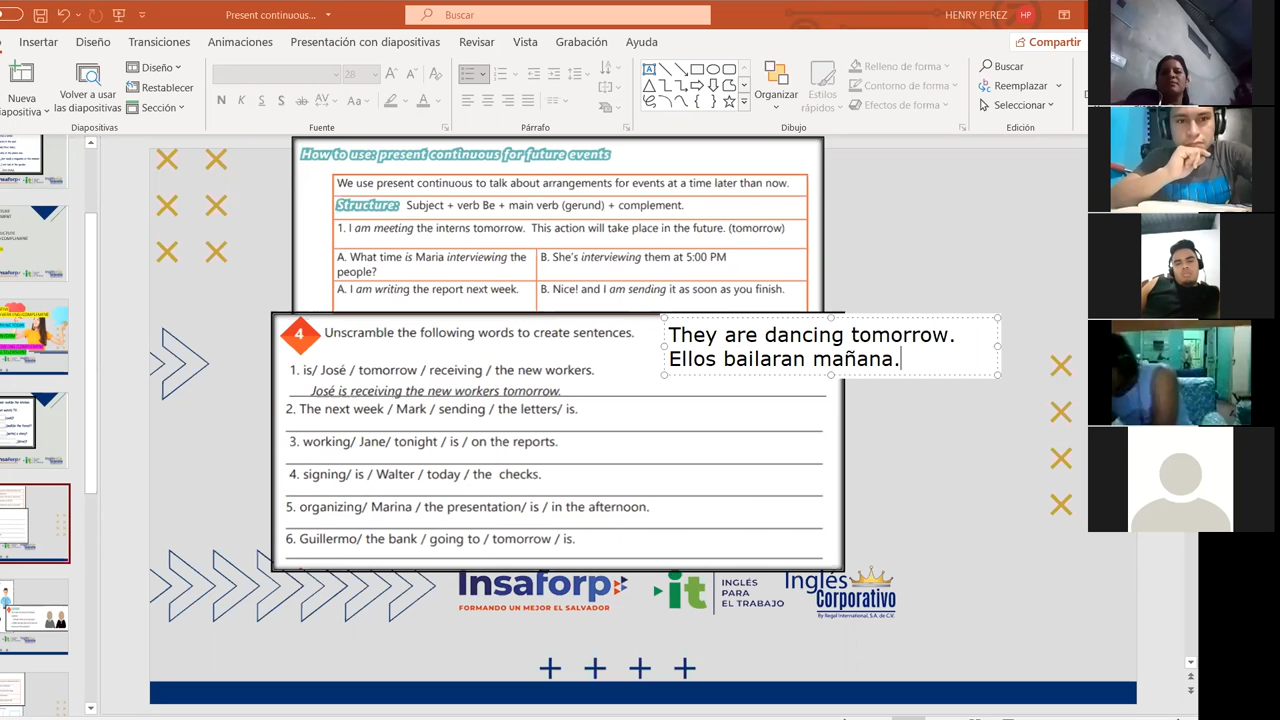 Present continuous...
Buscar
HENRY PEREZ
HP
Insertar
Diseño
Transiciones
Animaciones
Presentación con diapositivas
Revisar
Vista
Grabación
Ayuda
Compartir
Nueva
diapositiva
Volver a usar
las diapositivas
Diseño
Restablecer
Sección
Diapositivas
28
N
K
S
S
ab
AV
Aa
Fuente
Párrafo
Organizar
Estilos
rápidos
Relleno de forma
Contorno de forma
Efectos de forma
Dibujo
Buscar
Reemplazar
Seleccionar
Edición
How to use: present continuous for future events
We use present continuous to talk about arrangements for events at a time later than now.
Structure: Subject + verb Be + main verb (gerund) + complement.
1. I am meeting the interns tomorrow. This action will take place in the future. (tomorrow)
A. What time is Maria interviewing the
people?
B. She's interviewing them at 5:00 PM
A. I am writing the report next week.
B. Nice! and I am sending it as soon as you finish.
4 Unscramble the following words to create sentences.
They are dancing tomorrow.
Ellos bailaran mañana.
1. is/ José / tomorrow / receiving / the new workers.
José is receiving the new workers tomorrow.
2. The next week / Mark / sending / the letters/ is.
3. working/ Jane/ tonight / is / on the reports.
4. signing/ is / Walter / today / the checks.
5. organizing/ Marina / the presentation/ is / in the afternoon.
6. Guillermo/ the bank / going to / tomorrow / is.
Insaforp
FORMANDO UN MEJOR EL SALVADOR
it
INGLÉS
PARA
EL TRABAJO
Inglés
Corporativo
By Regal International, S.A. de C.V.